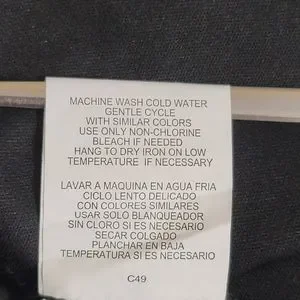 MACHINE WASH COLD WATER
GENTLE CYCLE
WITH SIMILAR COLORS
USE ONLY NON-CHLORINE
BLEACH IF NEEDED
HANG TO DRY IRON ON LOW
TEMPERATURE IF NECESSARY
LAVAR A MAQUINA EN AGUA FRIA
CICLO LENTO DELICADO
CON COLORES SIMILARES
USAR SOLO BLANQUEADOR
SIN CLORO SI ES NECESARIO
SECAR COLGADO
PLANCHAR EN BAJA
TEMPERATURA SI ES NECESARIO
C49